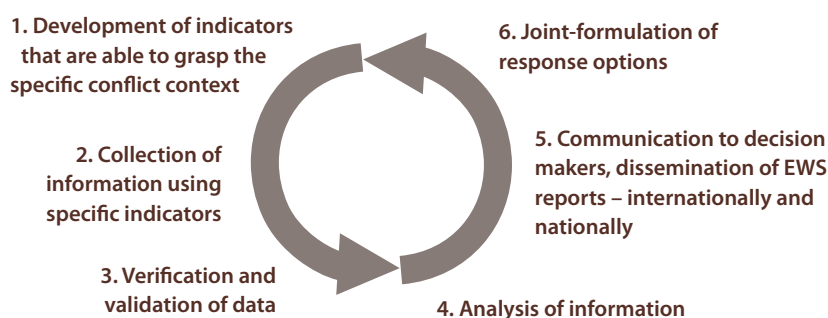 1. Development of indicators
that are able to grasp the
specific conflict context
2. Collection of
information using
specific indicators
3. Verification and
validation of data
4. Analysis of information
5. Communication to decision
makers, dissemination of EWS
reports – internationally and
nationally
6. Joint-formulation of
response options